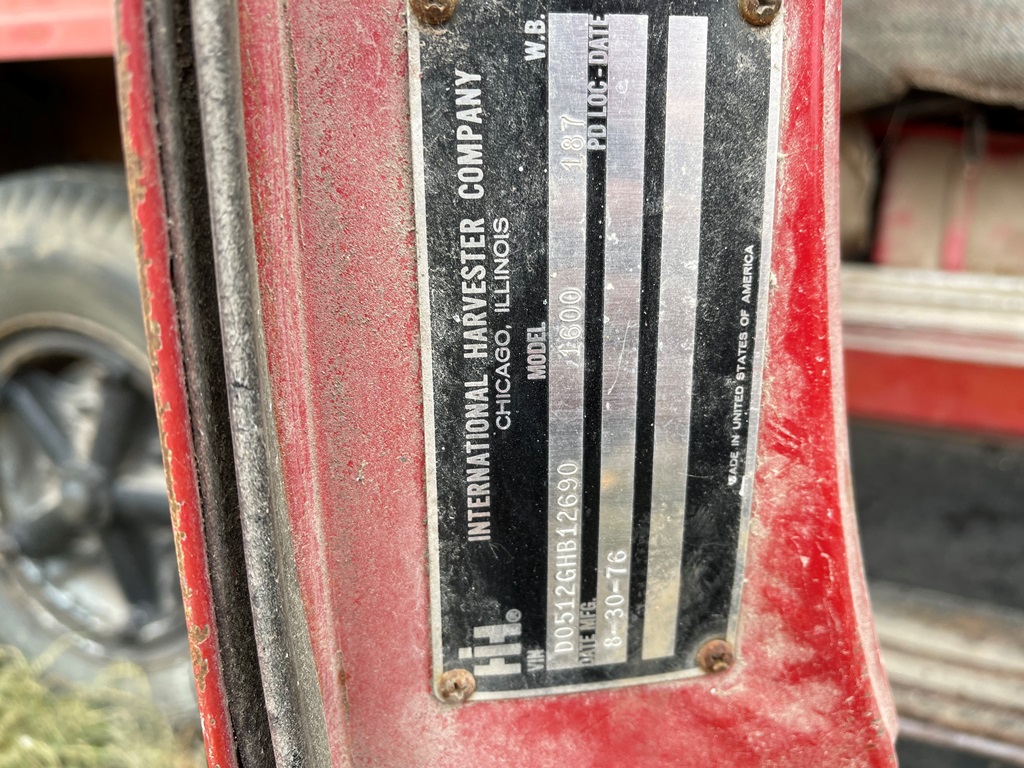 INTERNATIONAL HARVESTER COMPANY
CHICAGO, ILLINOIS
IH®
VIN MODEL W.B.
D0512GHB12690 1600 187
DATE MFG. PDI LOC-DATE
8-30-76
MADE IN UNITED STATES OF AMERICA